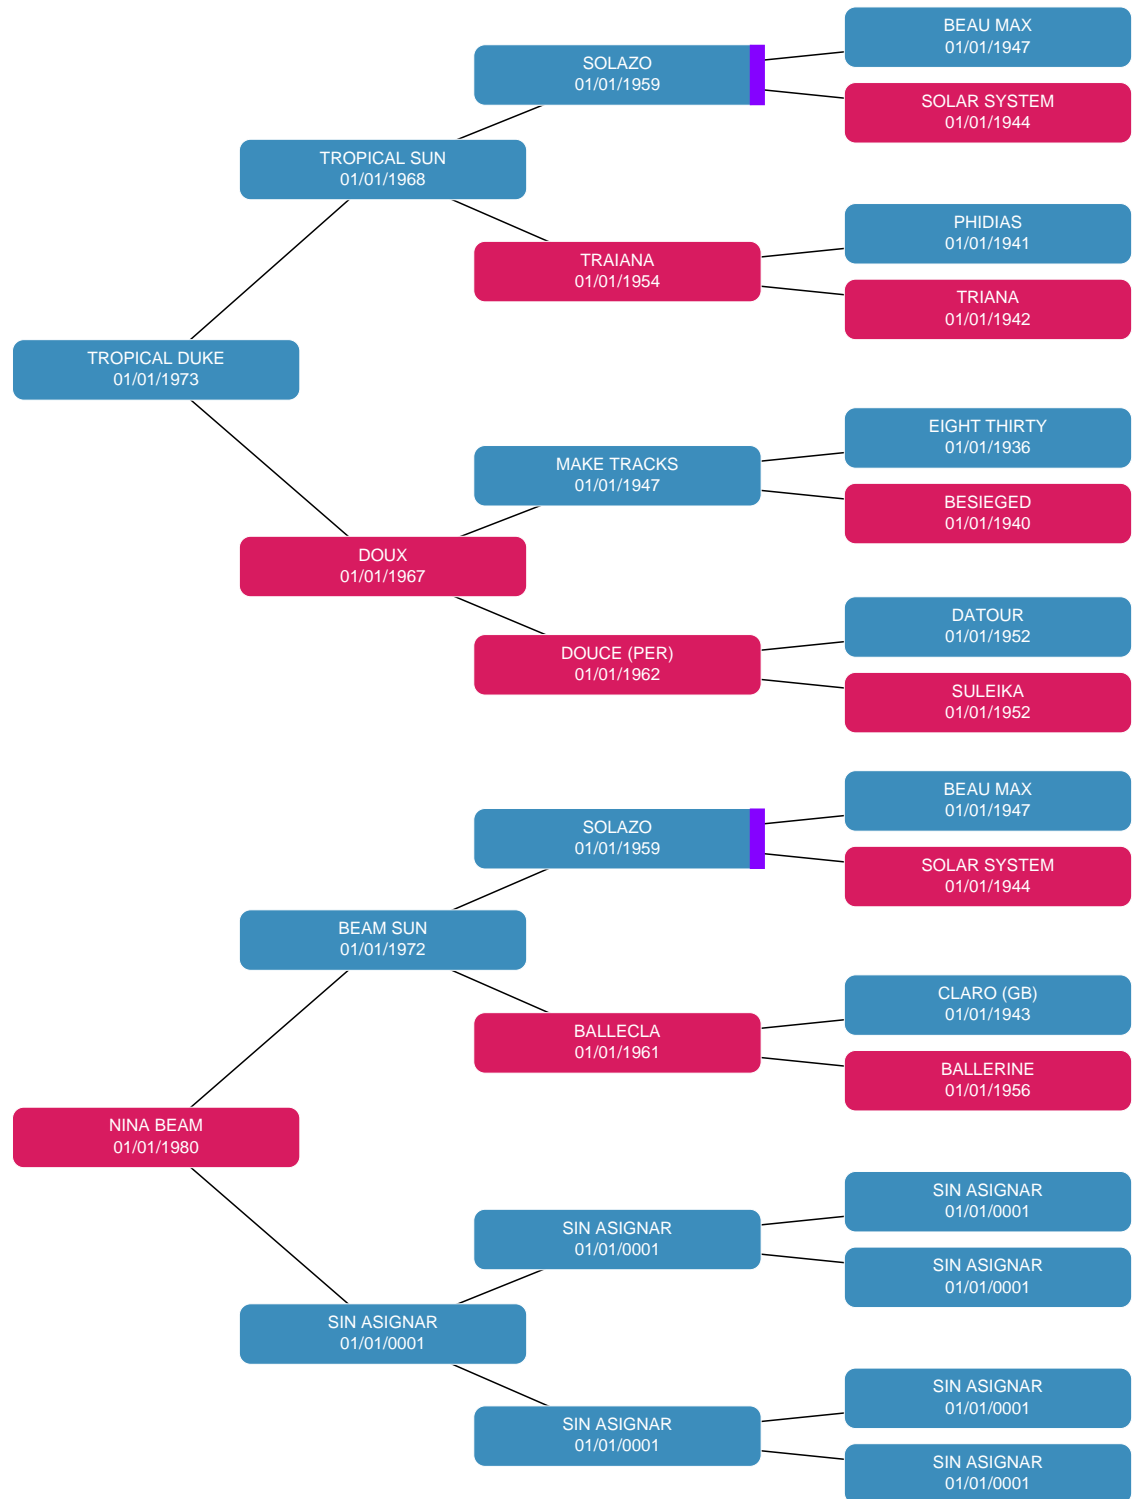 BEAU MAX
01/01/1947
SOLAZO
01/01/1959
SOLAR SYSTEM
01/01/1944
TROPICAL SUN
01/01/1968
PHIDIAS
01/01/1941
TRAIANA
01/01/1954
TRIANA
01/01/1942
TROPICAL DUKE
01/01/1973
EIGHT THIRTY
01/01/1936
MAKE TRACKS
01/01/1947
BESIEGED
01/01/1940
DOUX
01/01/1967
DATOUR
01/01/1952
DOUCE (PER)
01/01/1962
SULEIKA
01/01/1952
BEAU MAX
01/01/1947
SOLAZO
01/01/1959
SOLAR SYSTEM
01/01/1944
BEAM SUN
01/01/1972
CLARO (GB)
01/01/1943
BALLECLA
01/01/1961
BALLERINE
01/01/1956
NINA BEAM
01/01/1980
SIN ASIGNAR
01/01/0001
SIN ASIGNAR
01/01/0001
SIN ASIGNAR
01/01/0001
SIN ASIGNAR
01/01/0001
SIN ASIGNAR
01/01/0001
SIN ASIGNAR
01/01/0001
SIN ASIGNAR
01/01/0001